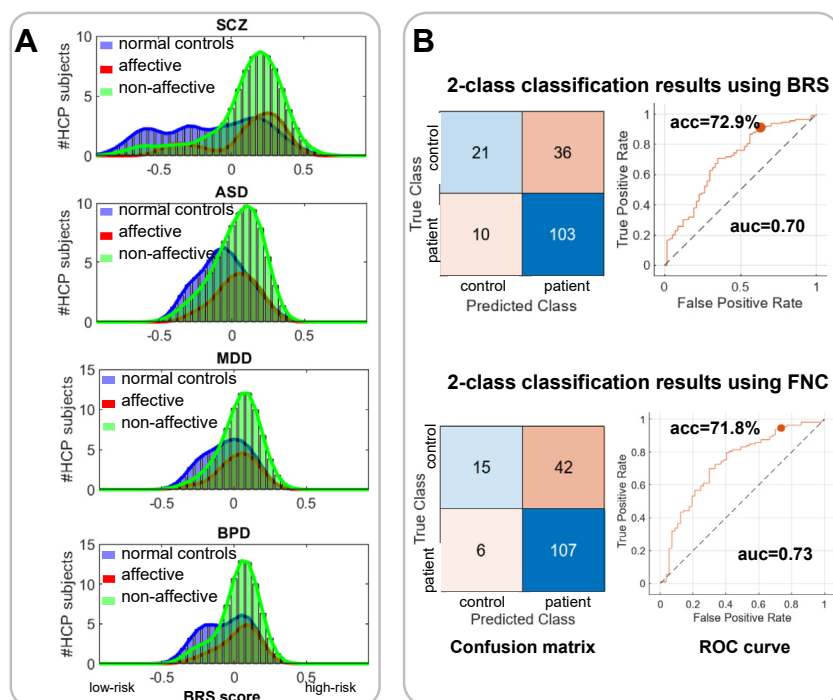 A
SCZ
#HCP subjects
10
5
0
normal controls
affective
non-affective
-0.5
0
0.5
ASD
#HCP subjects
10
5
0
normal controls
affective
non-affective
-0.5
0
0.5
MDD
#HCP subjects
15
10
5
0
normal controls
affective
non-affective
-0.5
0
0.5
BPD
#HCP subjects
15
10
5
0
normal controls
affective
non-affective
-0.5
0
0.5
low-risk
BRS score
high-risk
B
2-class classification results using BRS
True Class
control
patient
21
36
10
103
control
patient
Predicted Class
True Positive Rate
1
0.8
0.6
0.4
0.2
0
acc=72.9%
auc=0.70
0
0.5
1
False Positive Rate
2-class classification results using FNC
True Class
control
patient
15
42
6
107
control
patient
Predicted Class
Confusion matrix
True Positive Rate
1
0.8
0.6
0.4
0.2
0
acc=71.8%
auc=0.73
0
0.2
0.4
0.6
0.8
1
False Positive Rate
ROC curve